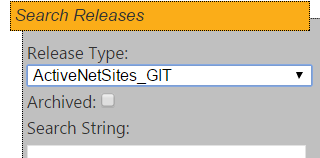 Search Releases
Release Type:
ActiveNetSites_GIT
Archived:
Search String: